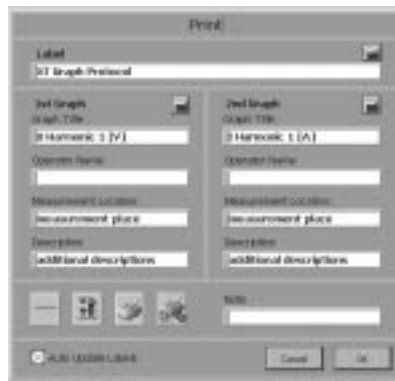 Print
Label
XY Graph Protocol
1st Graph
Graph Title
Harmonic 1 [V]
Operator Name
Measurement Location
measurement place
Description
additional descriptions
2nd Graph
Graph Title
Harmonic 1 [A]
Operator Name
Measurement Location
measurement place
Description
additional descriptions
Note
Auto Update Labels
Cancel
OK